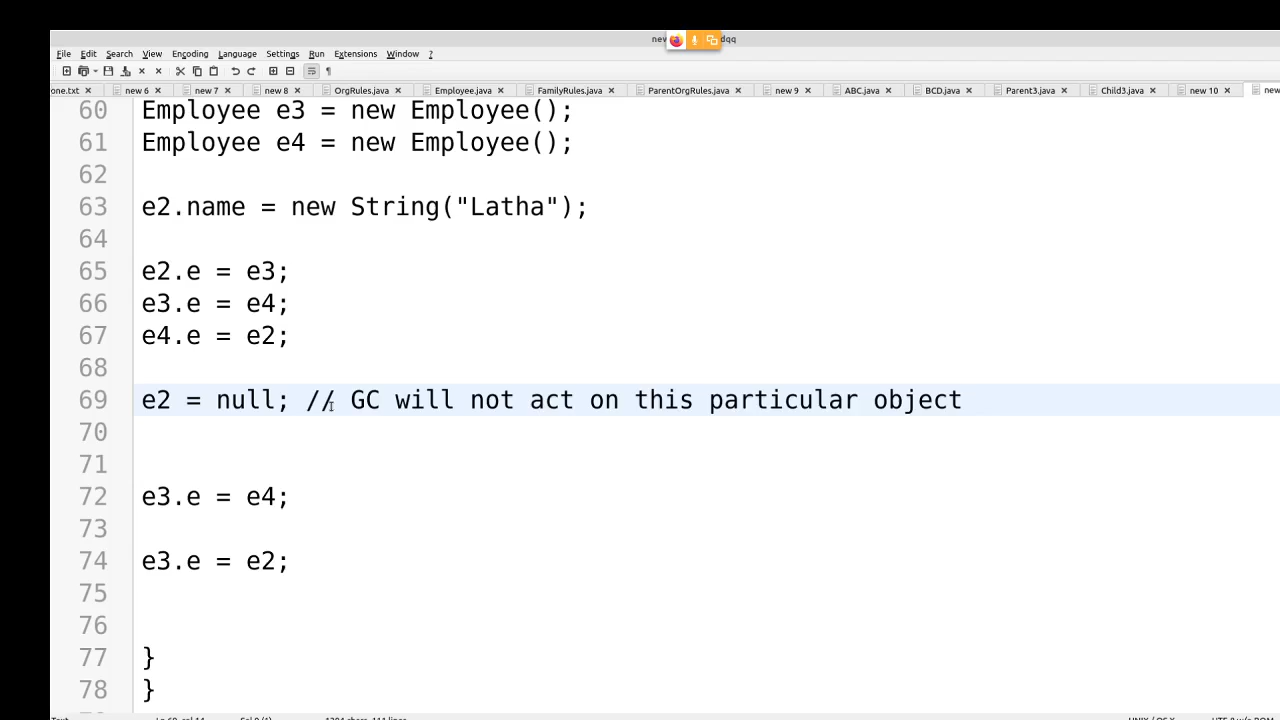 new dqq
File Edit Search View Encoding Language Settings Run Extensions Window ?
one.txt new 6 new 7 new 8 OrgRules.java Employee.java FamilyRules.java ParentOrgRules.java new 9 ABC.java BCD.java Parent3.java Child3.java new 10 new
60 Employee e3 = new Employee();
61 Employee e4 = new Employee();
62
63 e2.name = new String("Latha");
64
65 e2.e = e3;
66 e3.e = e4;
67 e4.e = e2;
68
69 e2 = null; // GC will not act on this particular object
70
71
72 e3.e = e4;
73
74 e3.e = e2;
75
76
77 }
78 }